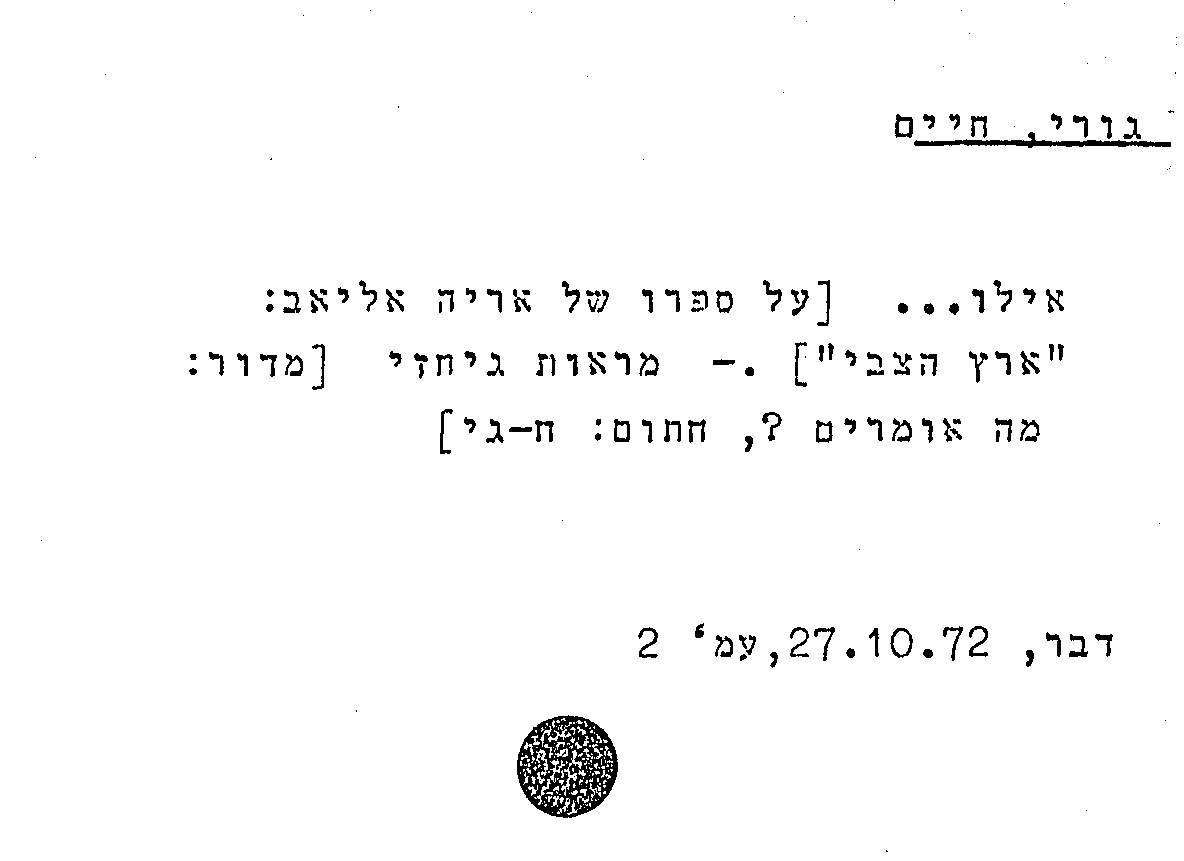 גורי, חיים
אילו... [על ספרו של אריה אליאב:
"ארץ הצבי"] .- מראות גיחזי [מדור:
מה אומרים ?, חתום: ח-גי]
דבר, 27.10.72,עמ' 2